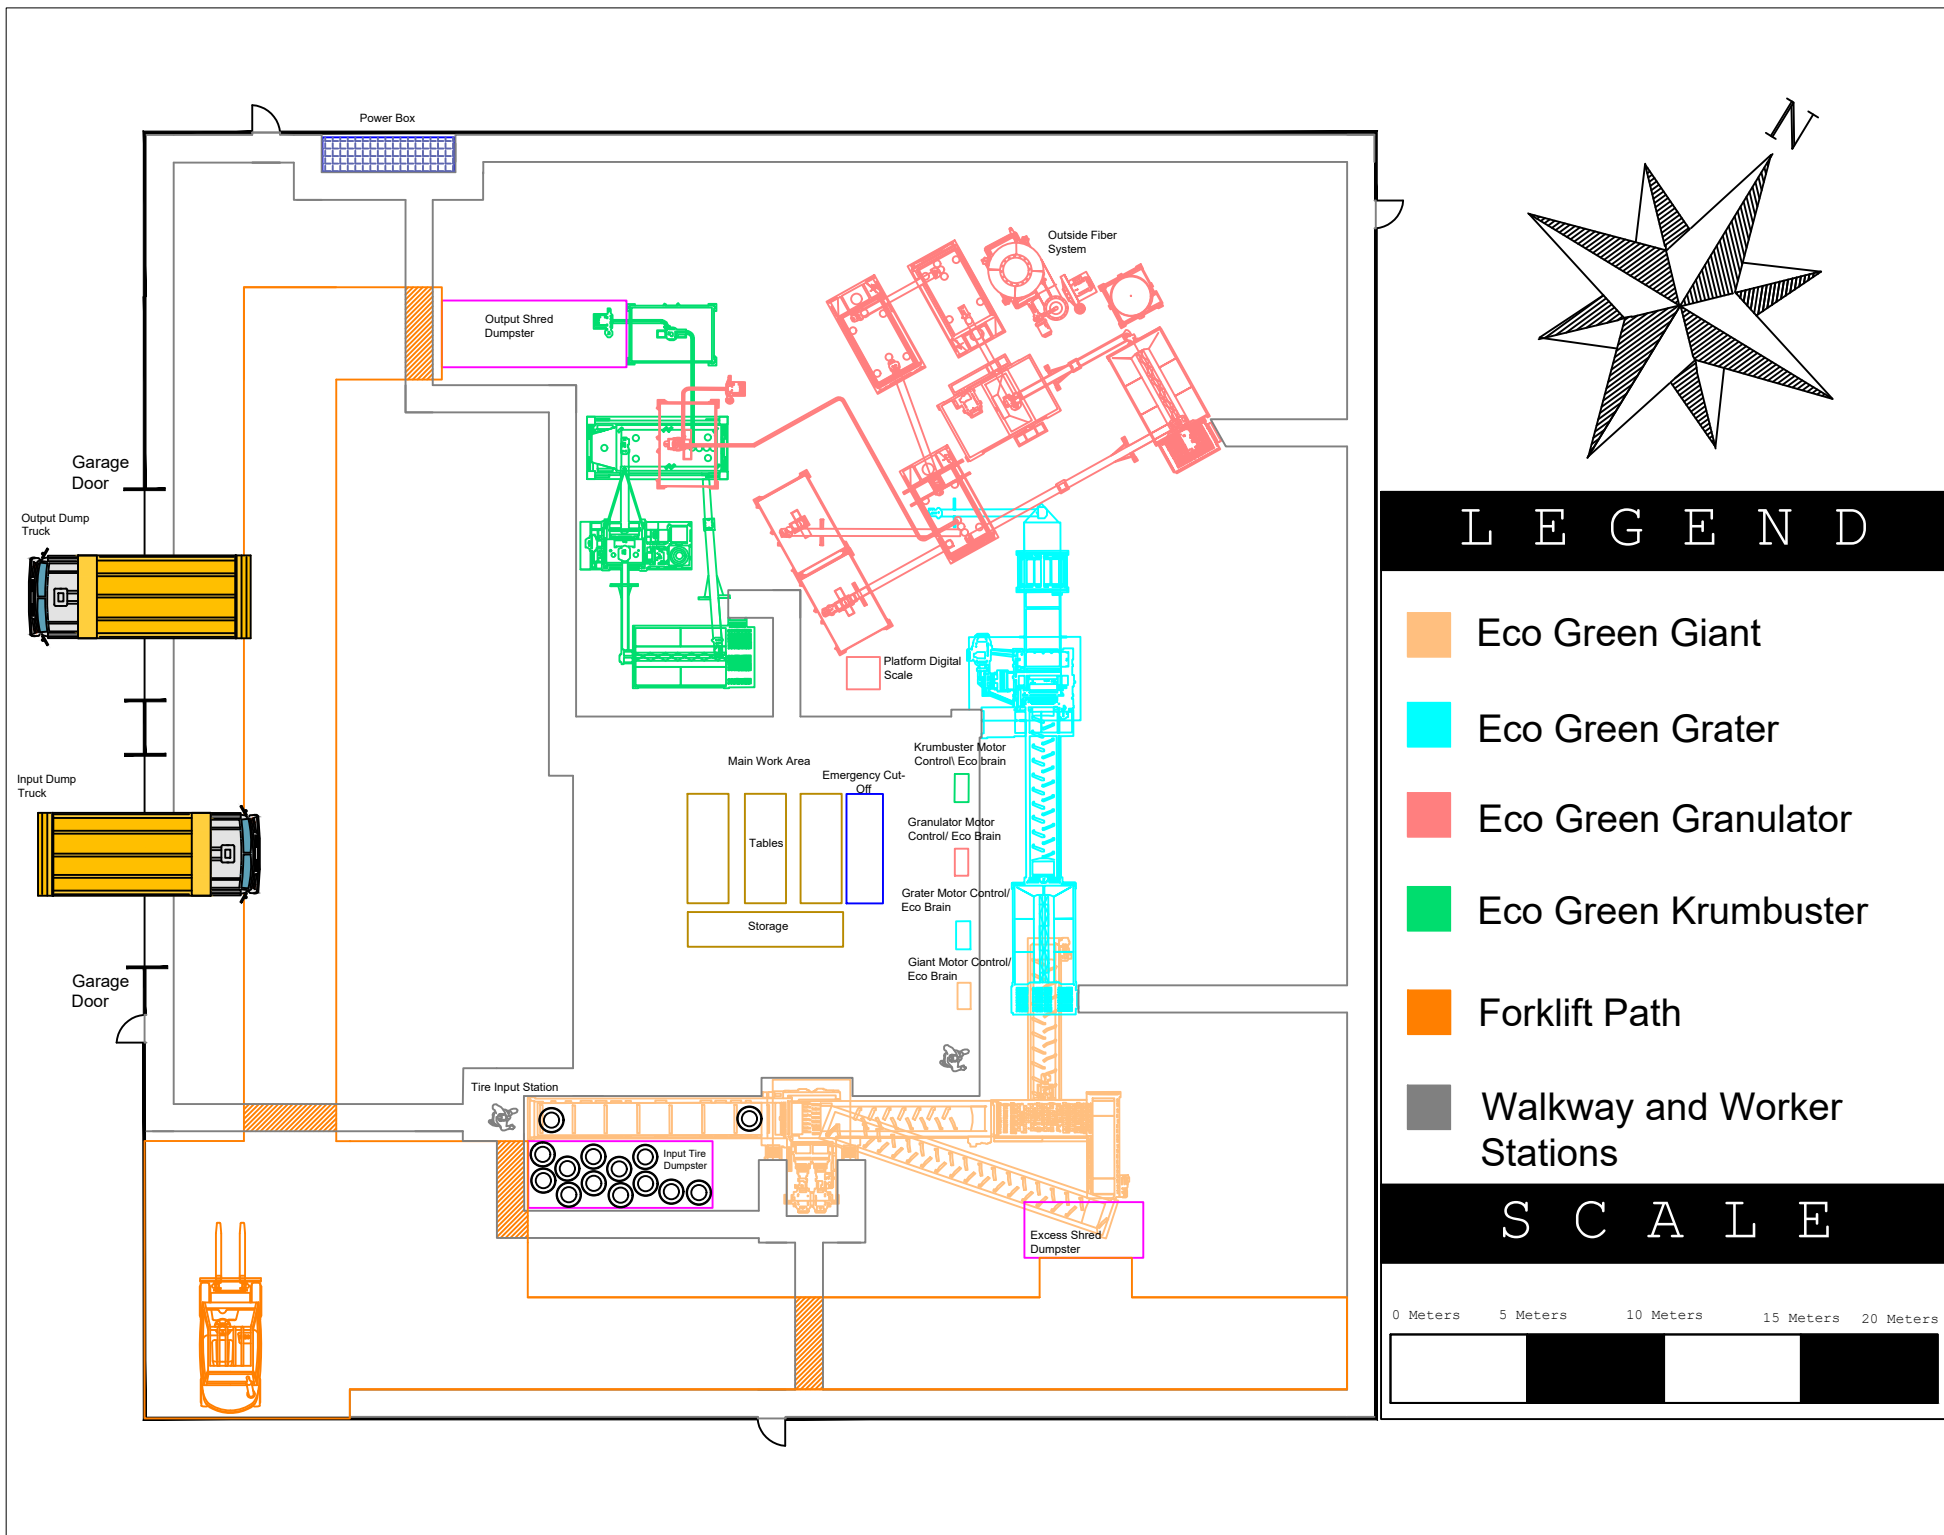 N
Power Box
Outside Fiber
System
Output Shred
Dumpster
Garage
Door
Output Dump
Truck
Platform Digital
Scale
Krumbuster Motor
Control\ Eco brain
Main Work Area
Emergency Cut-
Off
Input Dump
Truck
Granulator Motor
Control/ Eco Brain
Tables
Grater Motor Control/
Eco Brain
Storage
Giant Motor Control/
Eco Brain
Garage
Door
Tire Input Station
Input Tire
Dumpster
Excess Shred
Dumpster
LEGEND
Eco Green Giant
Eco Green Grater
Eco Green Granulator
Eco Green Krumbuster
Forklift Path
Walkway and Worker
Stations
SCALE
0 Meters 5 Meters 10 Meters 15 Meters 20 Meters